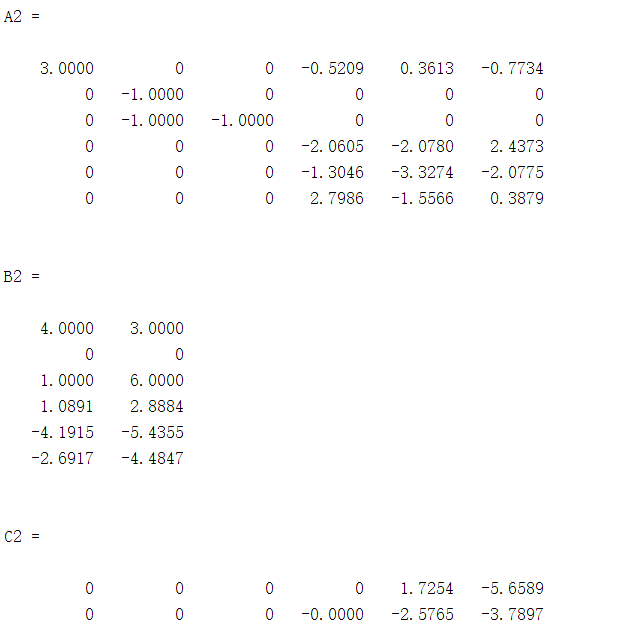 A2 =
3.0000 0 0 -0.5209 0.3613 -0.7734
0 -1.0000 0 0 0 0
0 -1.0000 -1.0000 0 0 0
0 0 0 -2.0605 -2.0780 2.4373
0 0 0 -1.3046 -3.3274 -2.0775
0 0 0 2.7986 -1.5566 0.3879
B2 =
4.0000 3.0000
0 0
1.0000 6.0000
1.0891 2.8884
-4.1915 -5.4355
-2.6917 -4.4847
C2 =
0 0 0 0 1.7254 -5.6589
0 0 0 -0.0000 -2.5765 -3.7897